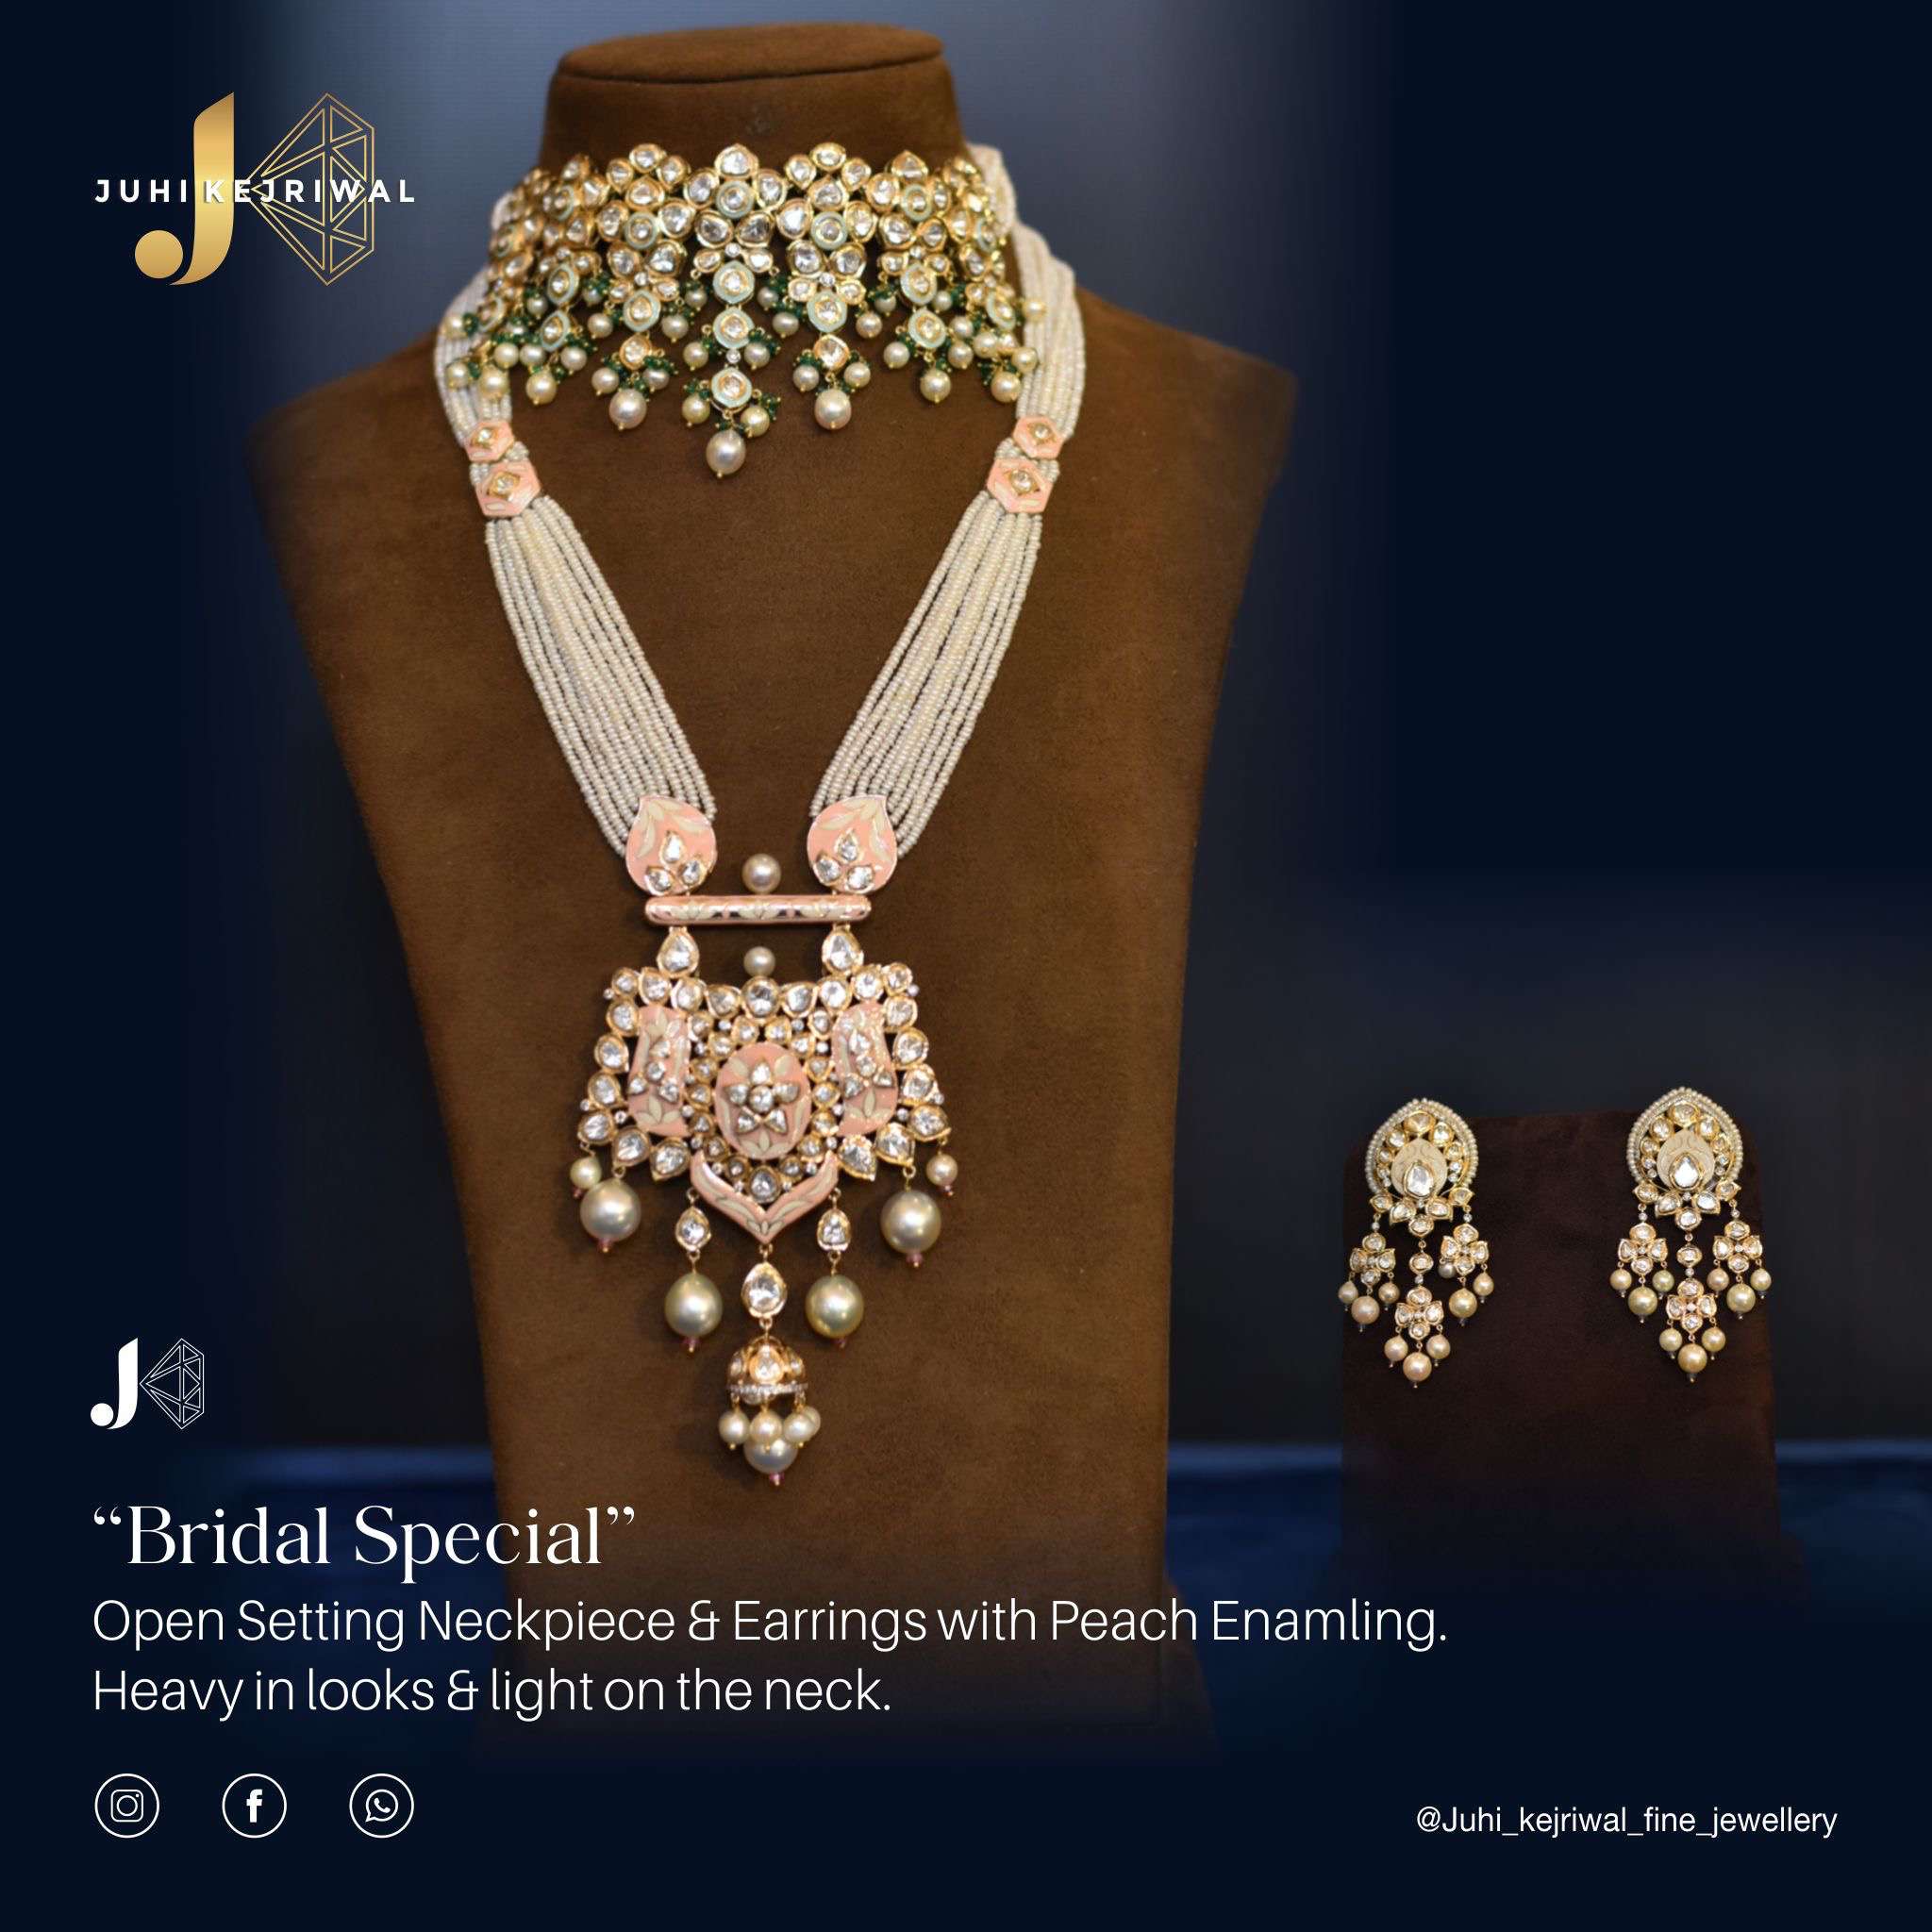 JUHI KEJRIWAL
“Bridal Special”
Open Setting Neckpiece & Earrings with Peach Enamling.
Heavy in looks & light on the neck.
@Juhi_kejriwal_fine_jewellery